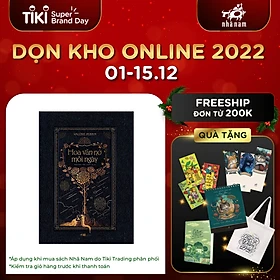 TIKI Super Brand Day
nhã nam
DỌN KHO ONLINE 2022
01-15.12
FREESHIP
ĐƠN TỪ 200K
QUÀ TẶNG
Hoa vẫn nở
mỗi ngày
*Áp dụng khi mua sách Nhã Nam do Tiki Trading phân phối
*Kiểm tra giỏ hàng trước khi thanh toán